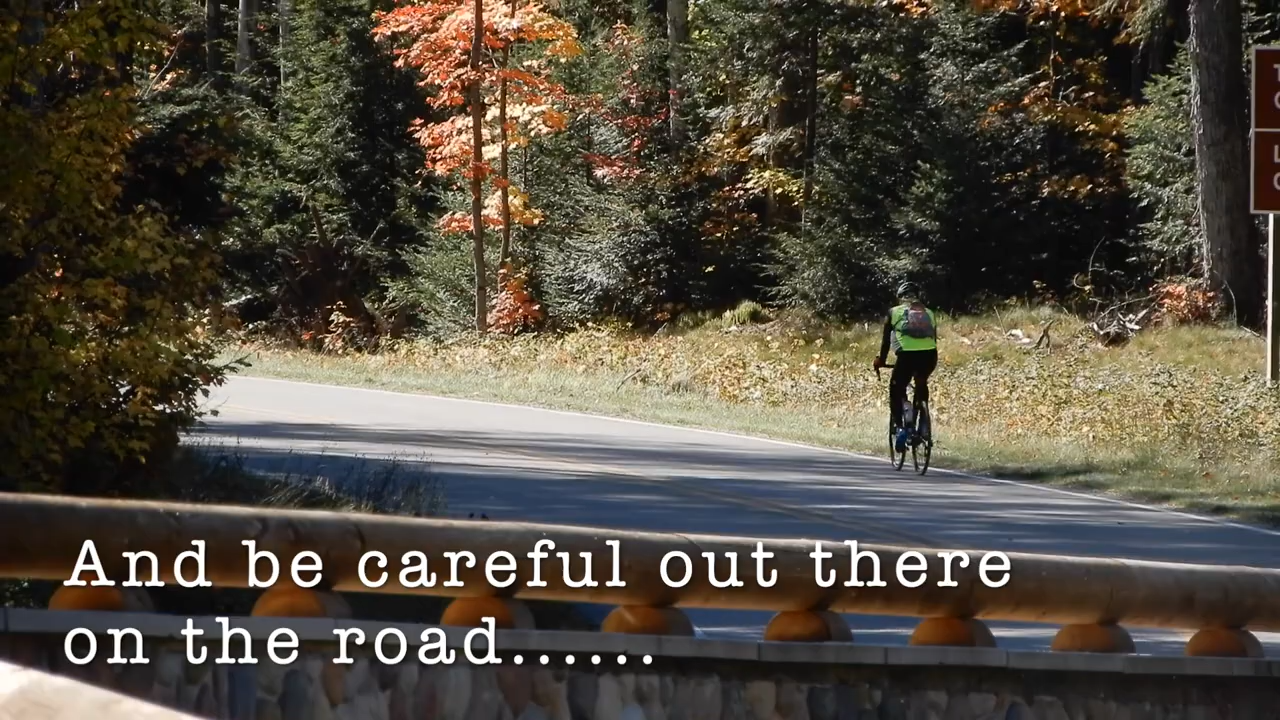 And be careful out there
on the road......